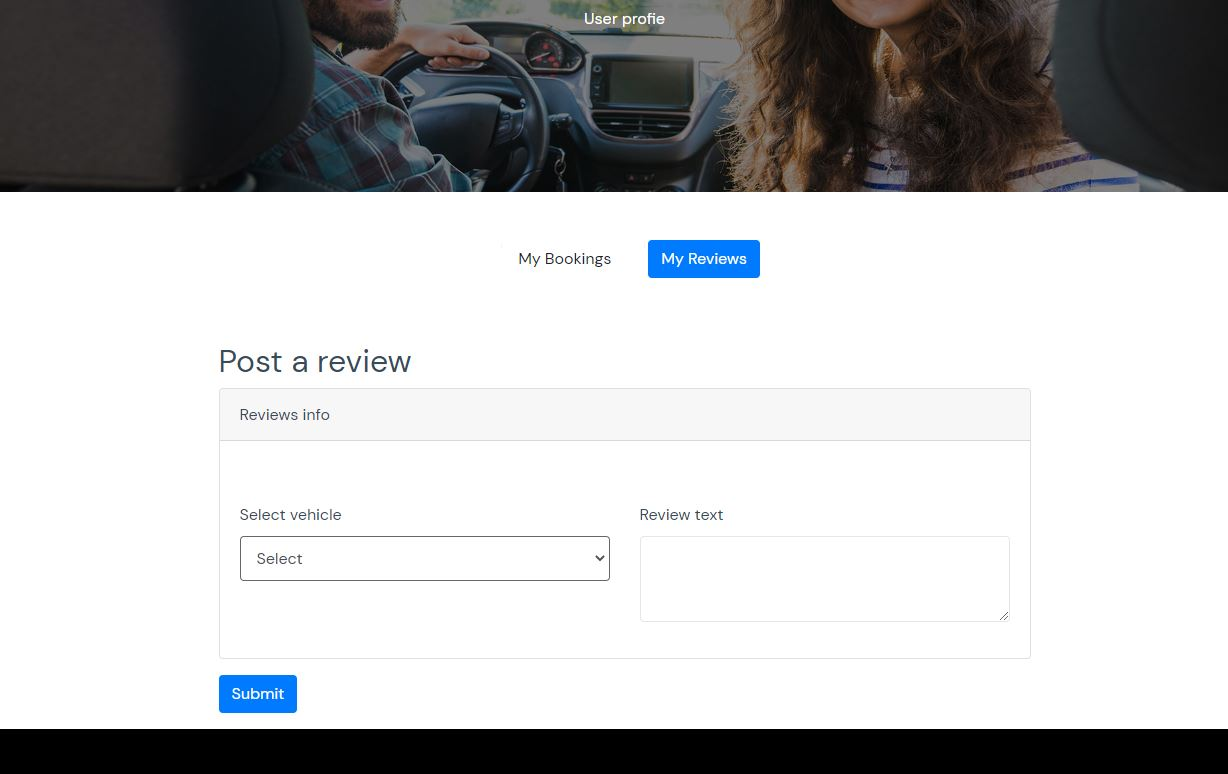 User profie
My Bookings
My Reviews
Post a review
Reviews info
Select vehicle
Review text
Select
Submit